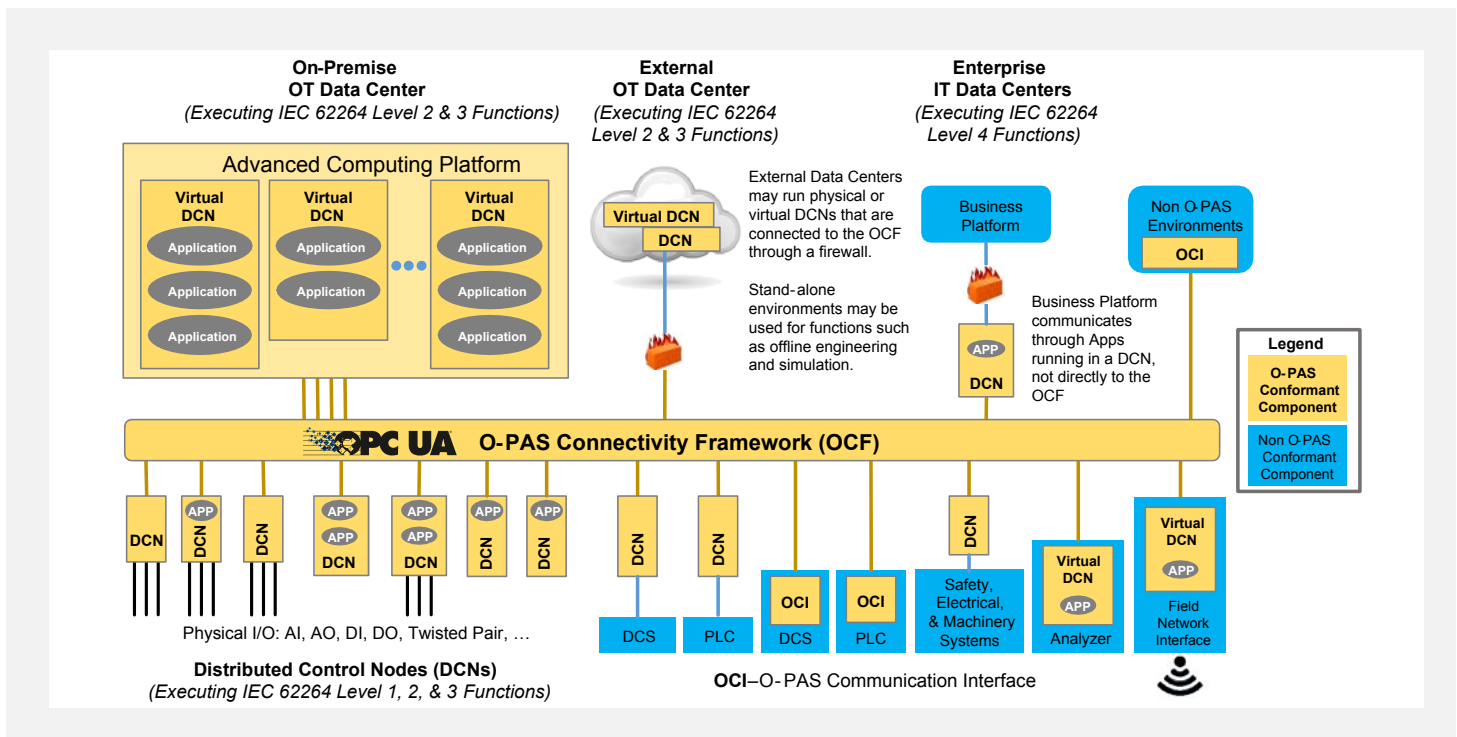 On-Premise
OT Data Center
(Executing IEC 62264 Level 2 & 3 Functions)
External
OT Data Center
(Executing IEC 62264
Level 2 & 3 Functions)
Enterprise
IT Data Centers
(Executing IEC 62264
Level 4 Functions)
Advanced Computing Platform
Virtual
DCN
Application
Application
Application
Virtual
DCN
Application
Application
Virtual
DCN
Application
Application
Application
Virtual DCN
DCN
External Data Centers
may run physical or
virtual DCNs that are
connected to the OCF
through a firewall.
Stand-alone
environments may be
used for functions such
as offline engineering
and simulation.
Business
Platform
APP
DCN
Business Platform
communicates
through Apps
running in a DCN,
not directly to the
OCF
Non O-PAS
Environments
OCI
Legend
O-PAS
Conformant
Component
Non O-PAS
Conformant
Component
OPC UA O-PAS Connectivity Framework (OCF)
DCN
APP
DCN
DCN
APP
APP
DCN
APP
APP
DCN
APP
DCN
APP
DCN
Physical I/O: AI, AO, DI, DO, Twisted Pair, …
Distributed Control Nodes (DCNs)
(Executing IEC 62264 Level 1, 2, & 3 Functions)
DCN
DCS
DCN
PLC
OCI
DCS
OCI
PLC
DCN
Safety,
Electrical,
& Machinery
Systems
Virtual
DCN
APP
Analyzer
Virtual
DCN
APP
Field
Network
Interface
OCI–O-PAS Communication Interface